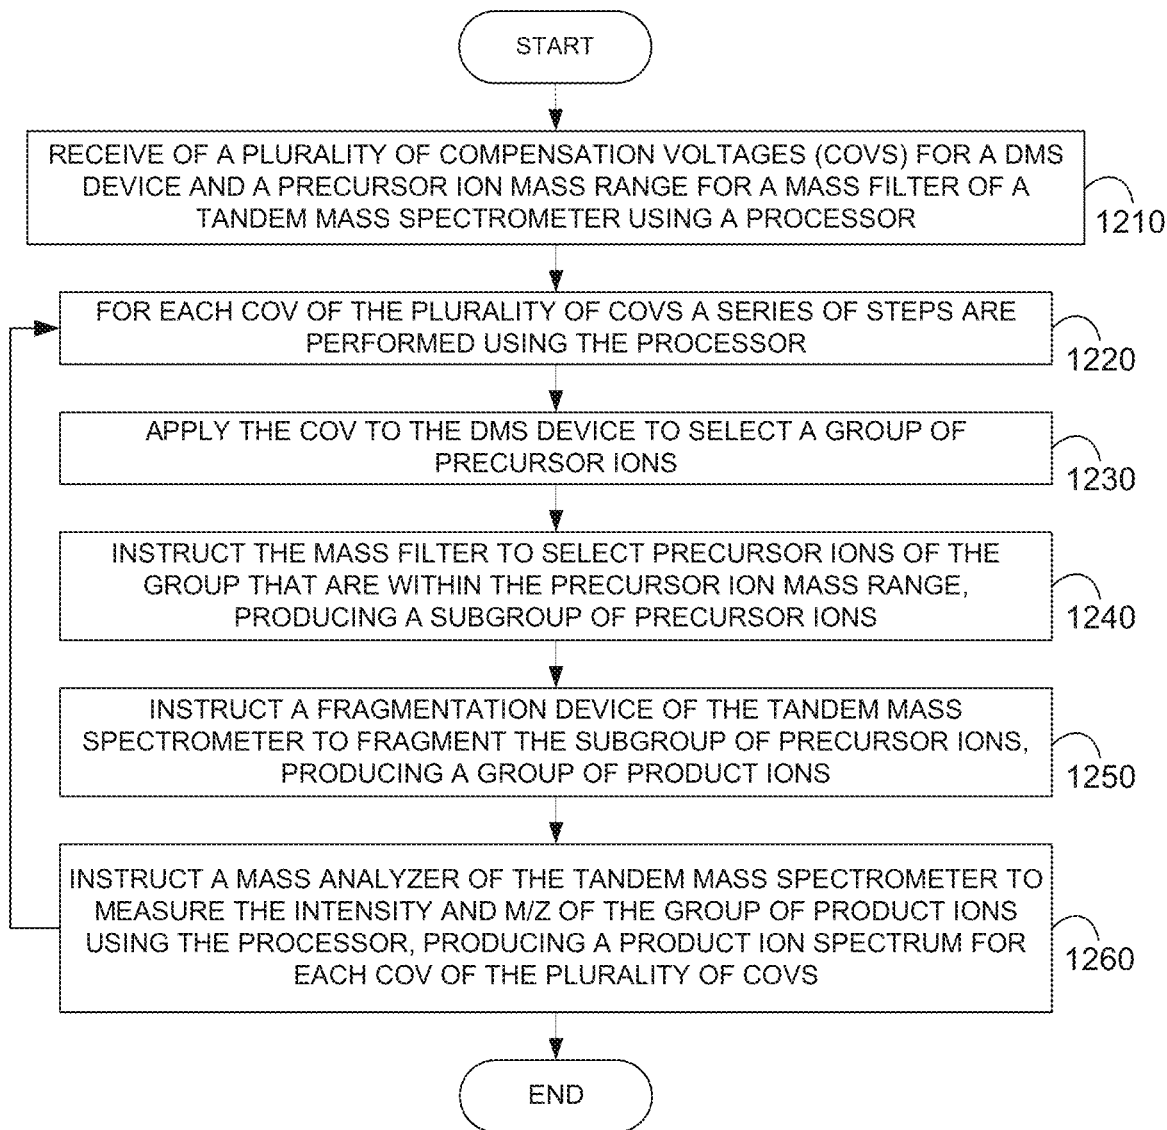 START
RECEIVE OF A PLURALITY OF COMPENSATION VOLTAGES (COVS) FOR A DMS
DEVICE AND A PRECURSOR ION MASS RANGE FOR A MASS FILTER OF A
TANDEM MASS SPECTROMETER USING A PROCESSOR
1210
FOR EACH COV OF THE PLURALITY OF COVS A SERIES OF STEPS ARE
PERFORMED USING THE PROCESSOR
1220
APPLY THE COV TO THE DMS DEVICE TO SELECT A GROUP OF
PRECURSOR IONS
1230
INSTRUCT THE MASS FILTER TO SELECT PRECURSOR IONS OF THE
GROUP THAT ARE WITHIN THE PRECURSOR ION MASS RANGE,
PRODUCING A SUBGROUP OF PRECURSOR IONS
1240
INSTRUCT A FRAGMENTATION DEVICE OF THE TANDEM MASS
SPECTROMETER TO FRAGMENT THE SUBGROUP OF PRECURSOR IONS,
PRODUCING A GROUP OF PRODUCT IONS
1250
INSTRUCT A MASS ANALYZER OF THE TANDEM MASS SPECTROMETER TO
MEASURE THE INTENSITY AND M/Z OF THE GROUP OF PRODUCT IONS
USING THE PROCESSOR, PRODUCING A PRODUCT ION SPECTRUM FOR
EACH COV OF THE PLURALITY OF COVS
1260
END